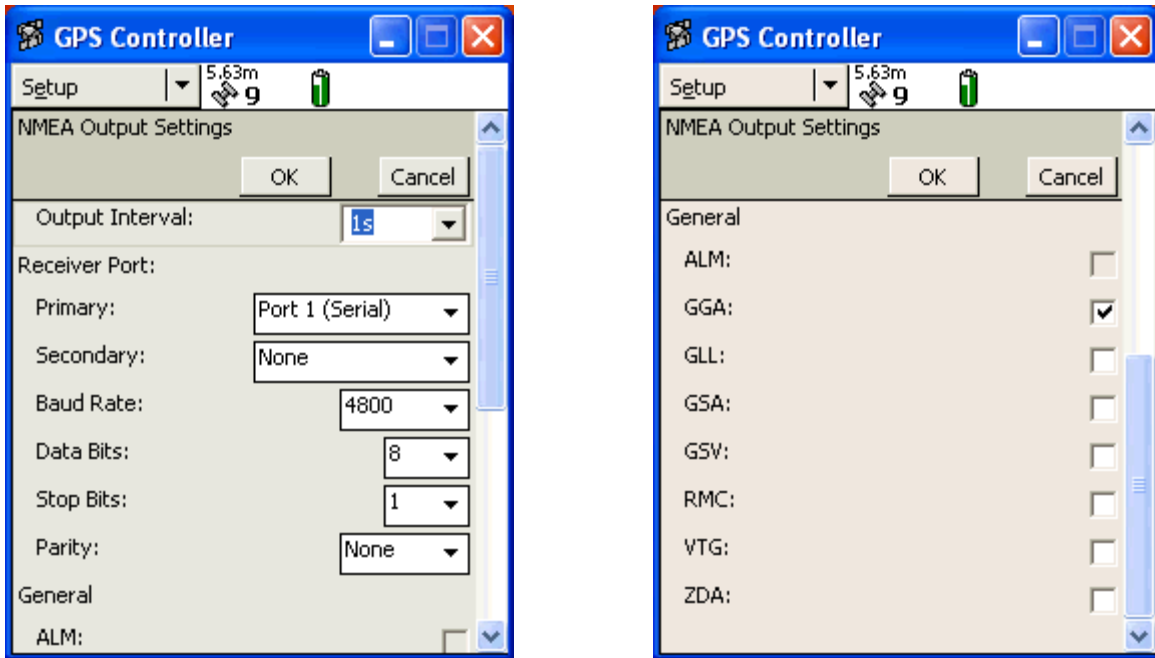 GPS Controller
Setup
5.63m
9
NMEA Output Settings
OK Cancel
Output Interval: 1s
Receiver Port:
Primary: Port 1 (Serial)
Secondary: None
Baud Rate: 4800
Data Bits: 8
Stop Bits: 1
Parity: None
General
ALM:
GPS Controller
Setup
5.63m
9
NMEA Output Settings
OK Cancel
General
ALM:
GGA:
GLL:
GSA:
GSV:
RMC:
VTG:
ZDA: